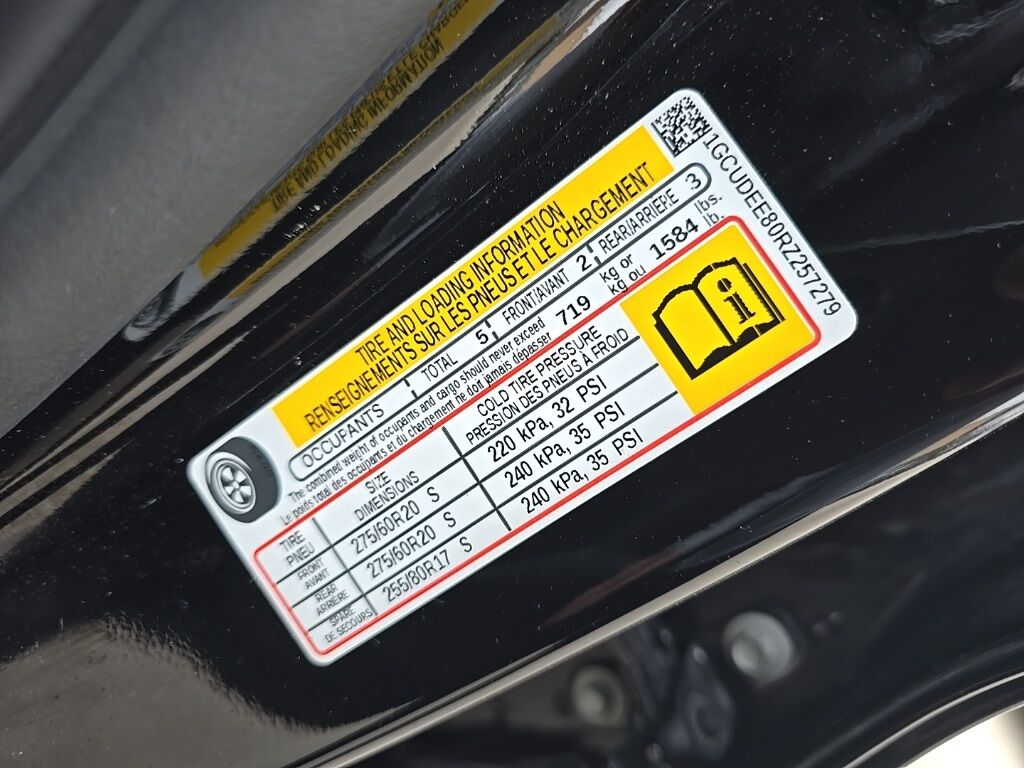 TIRE AND LOADING INFORMATION
RENSEIGNEMENTS SUR LES PNEUS ET LE CHARGEMENT
OCCUPANTS TOTAL 5 FRONT/AVANT 2 REAR/ARRIERE 3
The combined weight of occupants and cargo should never exceed 719 kg or 1584 lbs.
Le poids total des occupants et du chargement ne doit jamais dépasser kg ou lb.
TIRE SIZE COLD TIRE PRESSURE
PNEU DIMENSIONS PRESSION DES PNEUS À FROID
FRONT
AVANT 275/60R20 S 220 kPa, 32 PSI
REAR
ARRIÈRE 275/60R20 S 240 kPa, 35 PSI
SPARE
DE SECOURS 255/80R17 S 240 kPa, 35 PSI
i
1GCUDEE80RZ257279